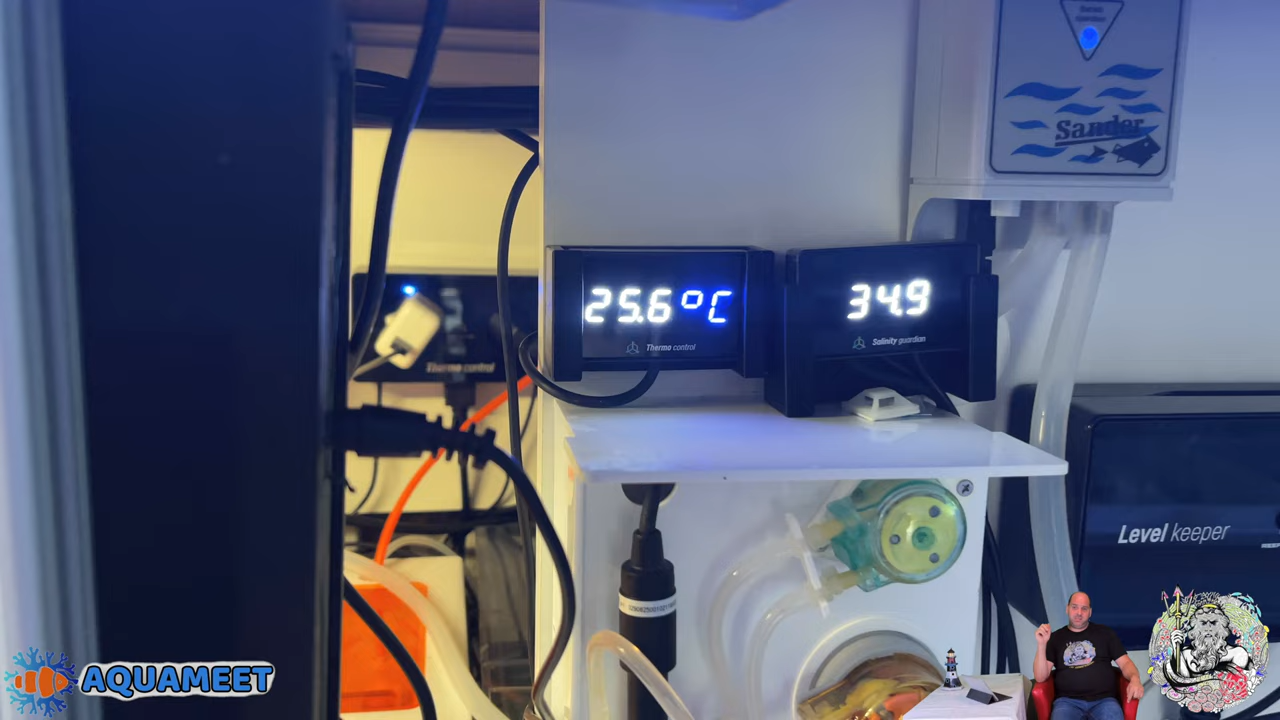 Sander
25.6°C
Thermo control
34.9
Salinity guardian
Thermo control
Level keeper
AQUAMEET